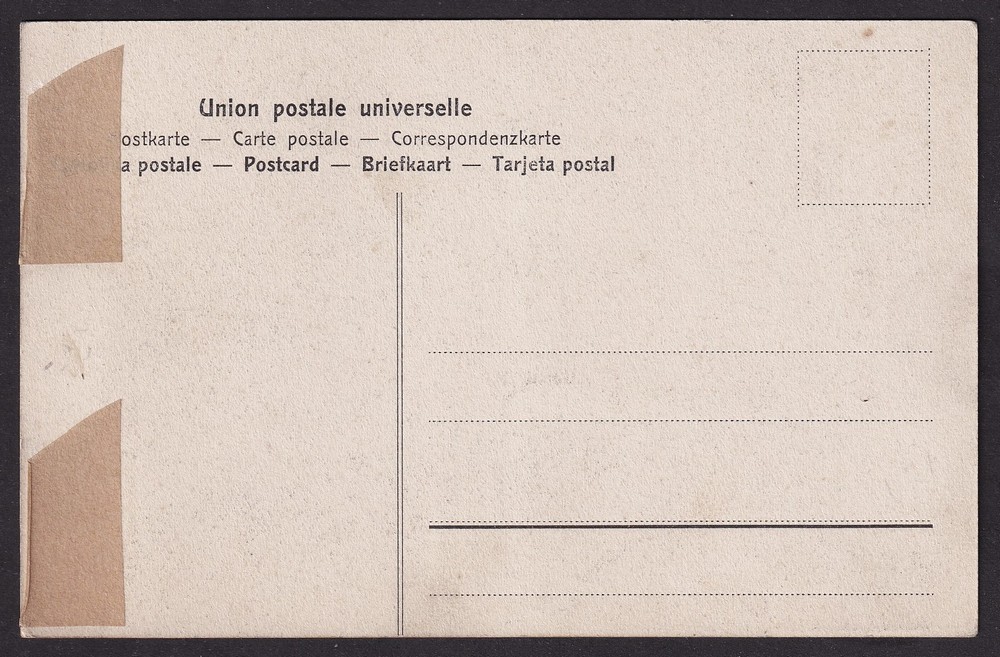 Union postale universelle
ostkarte — Carte postale — Correspondenzkarte
a postale — Postcard — Briefkaart — Tarjeta postal